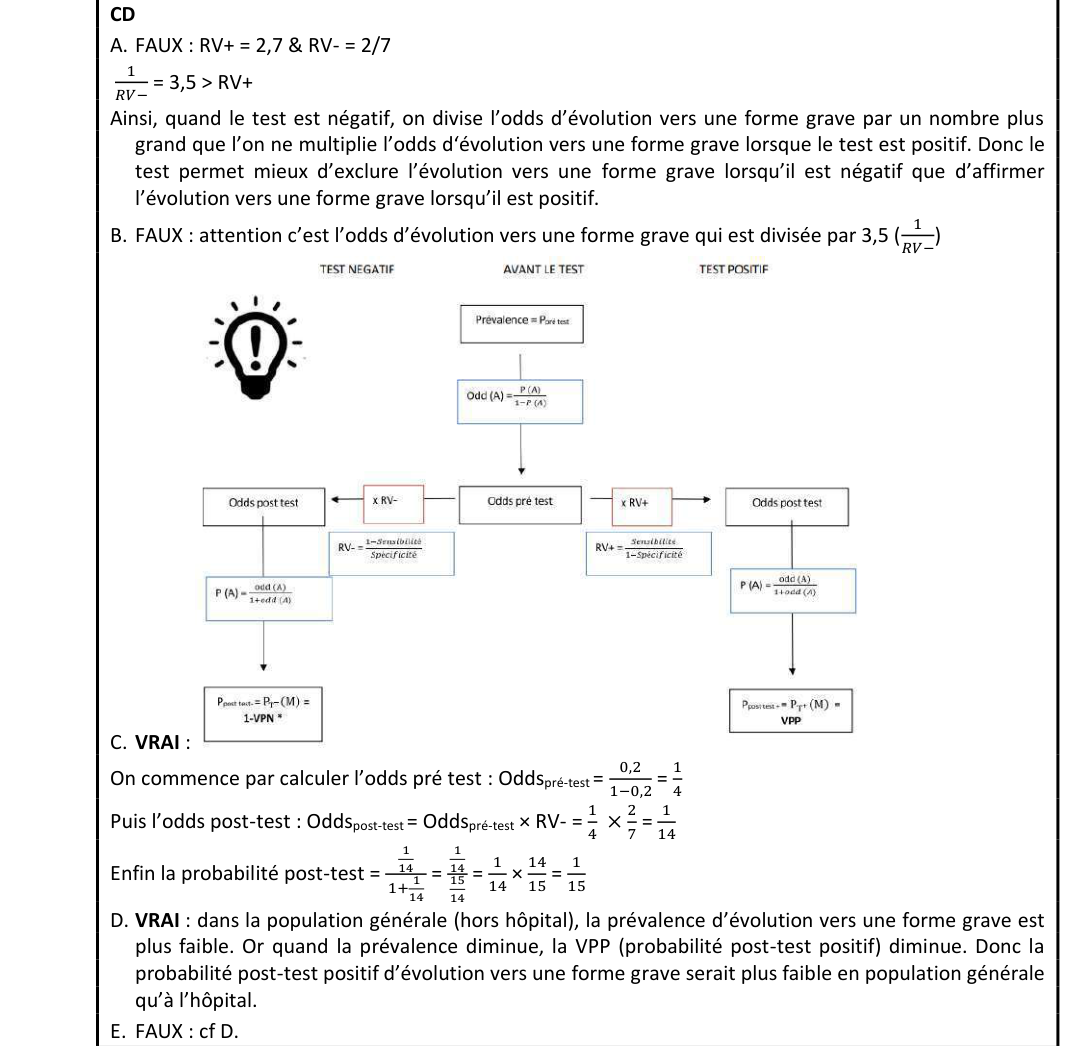 CD
A. FAUX : RV+ = 2,7 & RV- = 2/7
1/RV− = 3,5 > RV+
Ainsi, quand le test est négatif, on divise l’odds d’évolution vers une forme grave par un nombre plus
grand que l’on ne multiplie l’odds d‘évolution vers une forme grave lorsque le test est positif. Donc le
test permet mieux d’exclure l’évolution vers une forme grave lorsqu’il est négatif que d’affirmer
l’évolution vers une forme grave lorsqu’il est positif.
B. FAUX : attention c’est l’odds d’évolution vers une forme grave qui est divisée par 3,5 (1/RV−)
TEST NEGATIF AVANT LE TEST TEST POSITIF
Prévalence = Ppré test
Odd (A) = P (A)/1−P (A)
Odds post test x RV- Odds pré test x RV+ Odds post test
RV- = 1−Sensibilité/Spécificité RV+ = Sensibilité/1−Spécificité
P (A) = odd (A)/1+odd (A) P (A) = odd (A)/1+odd (A)
Ppost test- = PT−(M) = Ppost test+ = PT+ (M) =
1-VPN * VPP
C. VRAI :
On commence par calculer l’odds pré test : Oddspré-test = 0,2/1−0,2 = 1/4
Puis l’odds post-test : Oddspost-test = Oddspré-test × RV- = 1/4 × 2/7 = 1/14
Enfin la probabilité post-test = (1/14)/(1+1/14) = (1/14)/(15/14) = 1/14 × 14/15 = 1/15
D. VRAI : dans la population générale (hors hôpital), la prévalence d’évolution vers une forme grave est
plus faible. Or quand la prévalence diminue, la VPP (probabilité post-test positif) diminue. Donc la
probabilité post-test positif d’évolution vers une forme grave serait plus faible en population générale
qu’à l’hôpital.
E. FAUX : cf D.